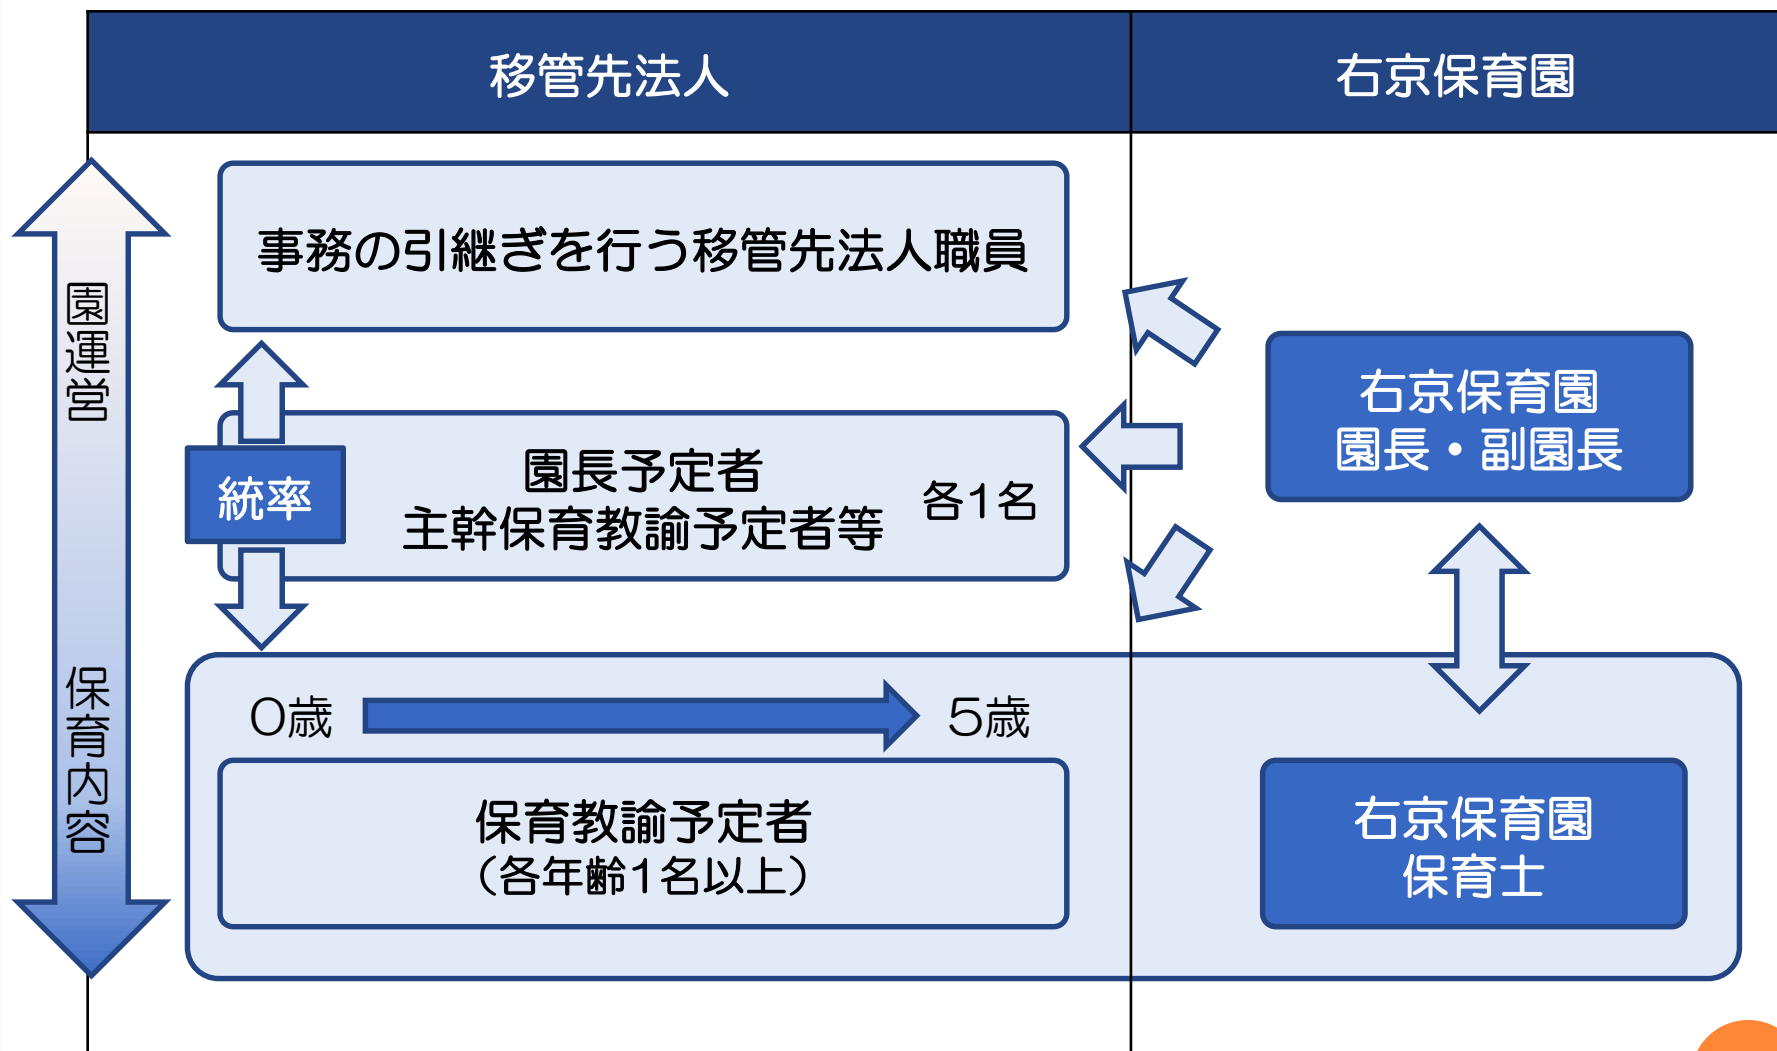 移管先法人
右京保育園
園運営
保育内容
事務の引継ぎを行う移管先法人職員
統率
園長予定者
主幹保育教諭予定者等
各1名
右京保育園
園長・副園長
0歳
5歳
保育教諭予定者
（各年齢1名以上）
右京保育園
保育士